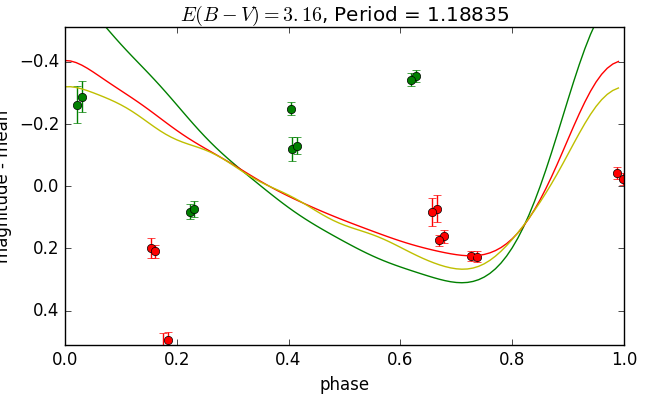 E(B − V) = 3.16, Period = 1.18835
−0.4
−0.2
0.0
0.2
0.4
magnitude - mean
0.0 0.2 0.4 0.6 0.8 1.0
phase